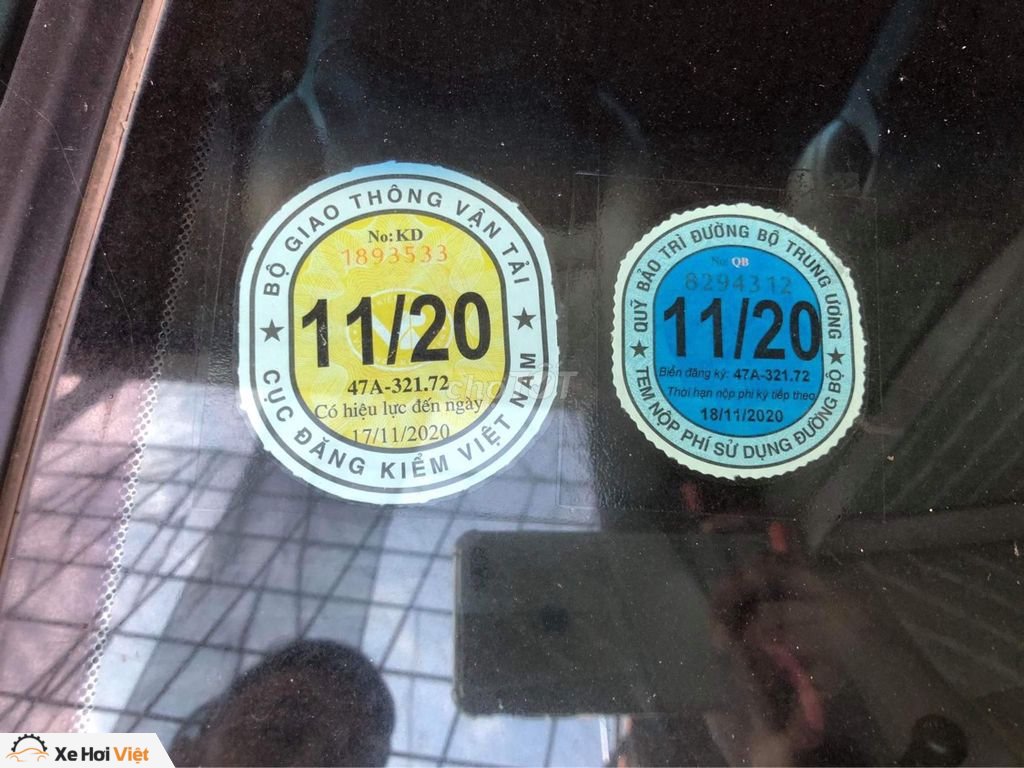 BỘ GIAO THÔNG VẬN TẢI
No: KD
1893533
11/20
47A-321.72
Có hiệu lực đến ngày
17/11/2020
CỤC ĐĂNG KIỂM VIỆT NAM
QUỸ BẢO TRÌ ĐƯỜNG BỘ TRUNG ƯƠNG
No: QB
8294312
11/20
Biển đăng ký: 47A-321.72
Thời hạn nộp phí kỳ tiếp theo
18/11/2020
TEM NỘP PHÍ SỬ DỤNG ĐƯỜNG BỘ
choTỐT
Xe Hơi Việt